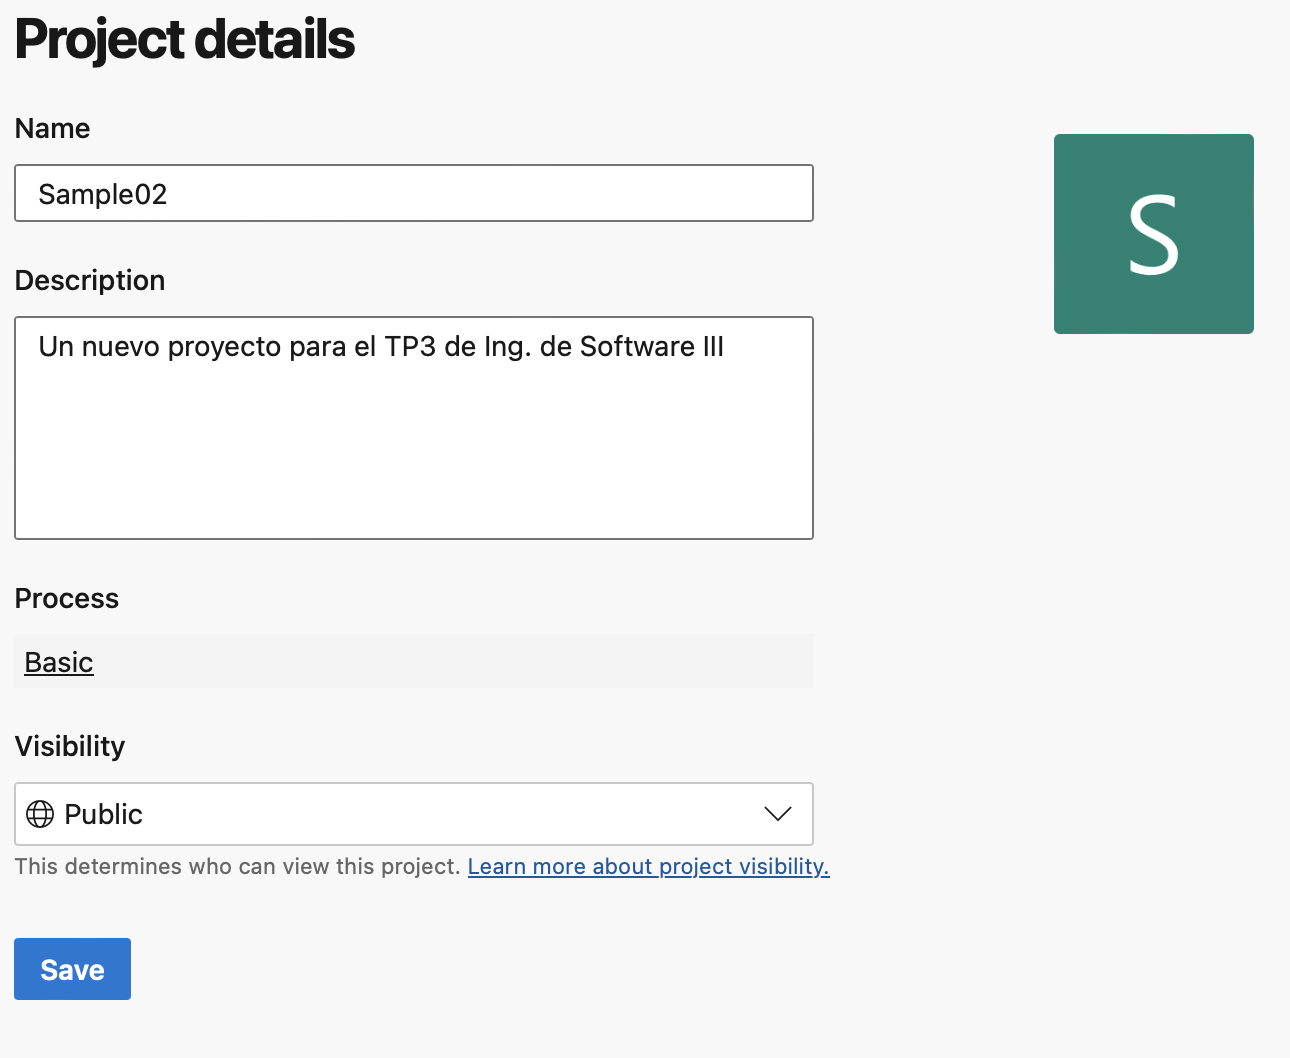 Project details
Name
Sample02
S
Description
Un nuevo proyecto para el TP3 de Ing. de Software III
Process
Basic
Visibility
Public
This determines who can view this project. Learn more about project visibility.
Save